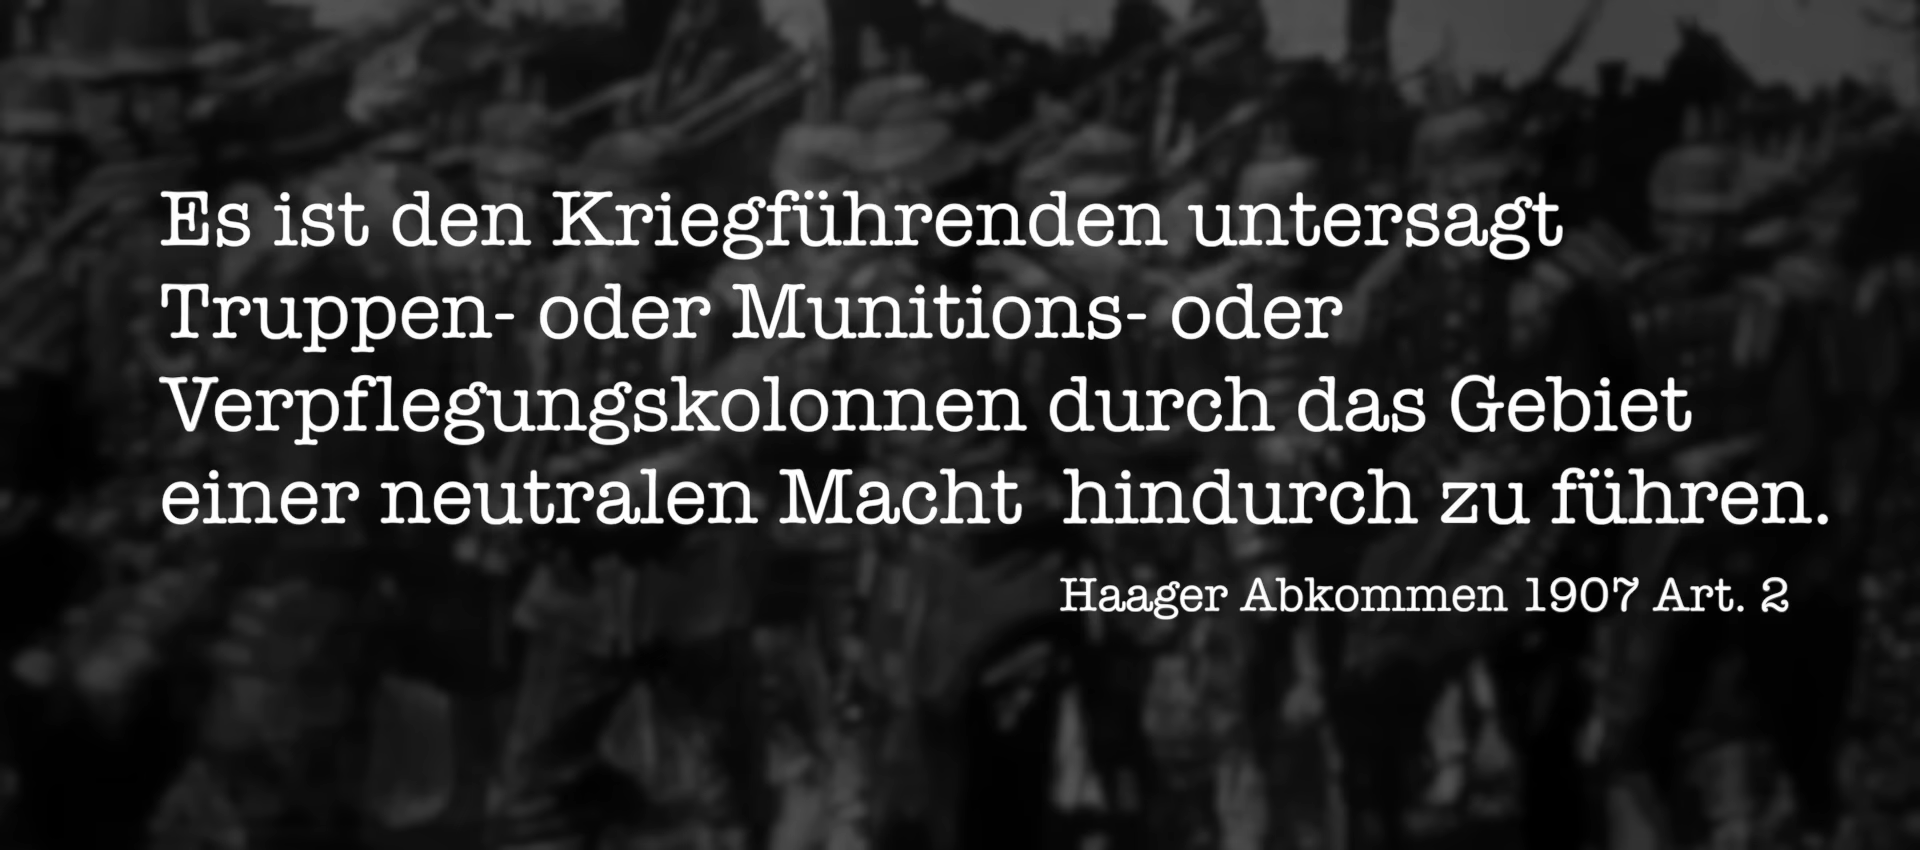 Es ist den Kriegführenden untersagt
Truppen- oder Munitions- oder
Verpflegungskolonnen durch das Gebiet
einer neutralen Macht  hindurch zu führen.
Haager Abkommen 1907 Art. 2